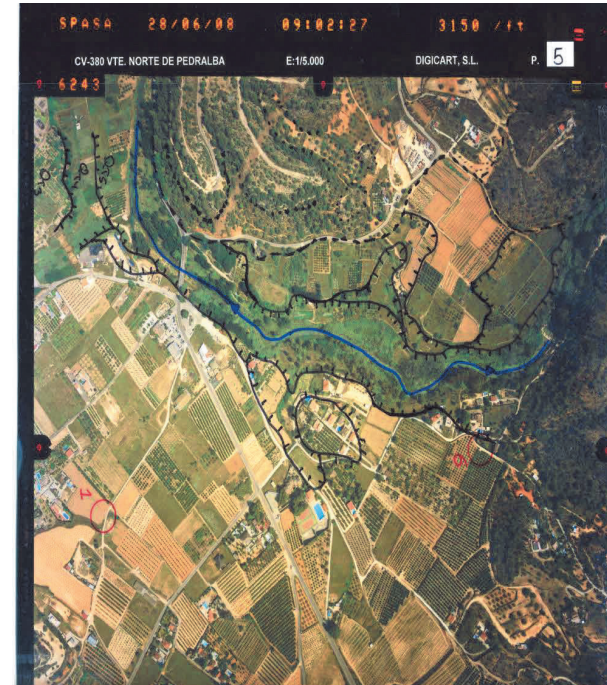 SPASA 28/06/08 09:02:27 3150 /ft
CV-380 VTE. NORTE DE PEDRALBA E:1/5.000 DIGICART, S.L. P. 5
6243
1